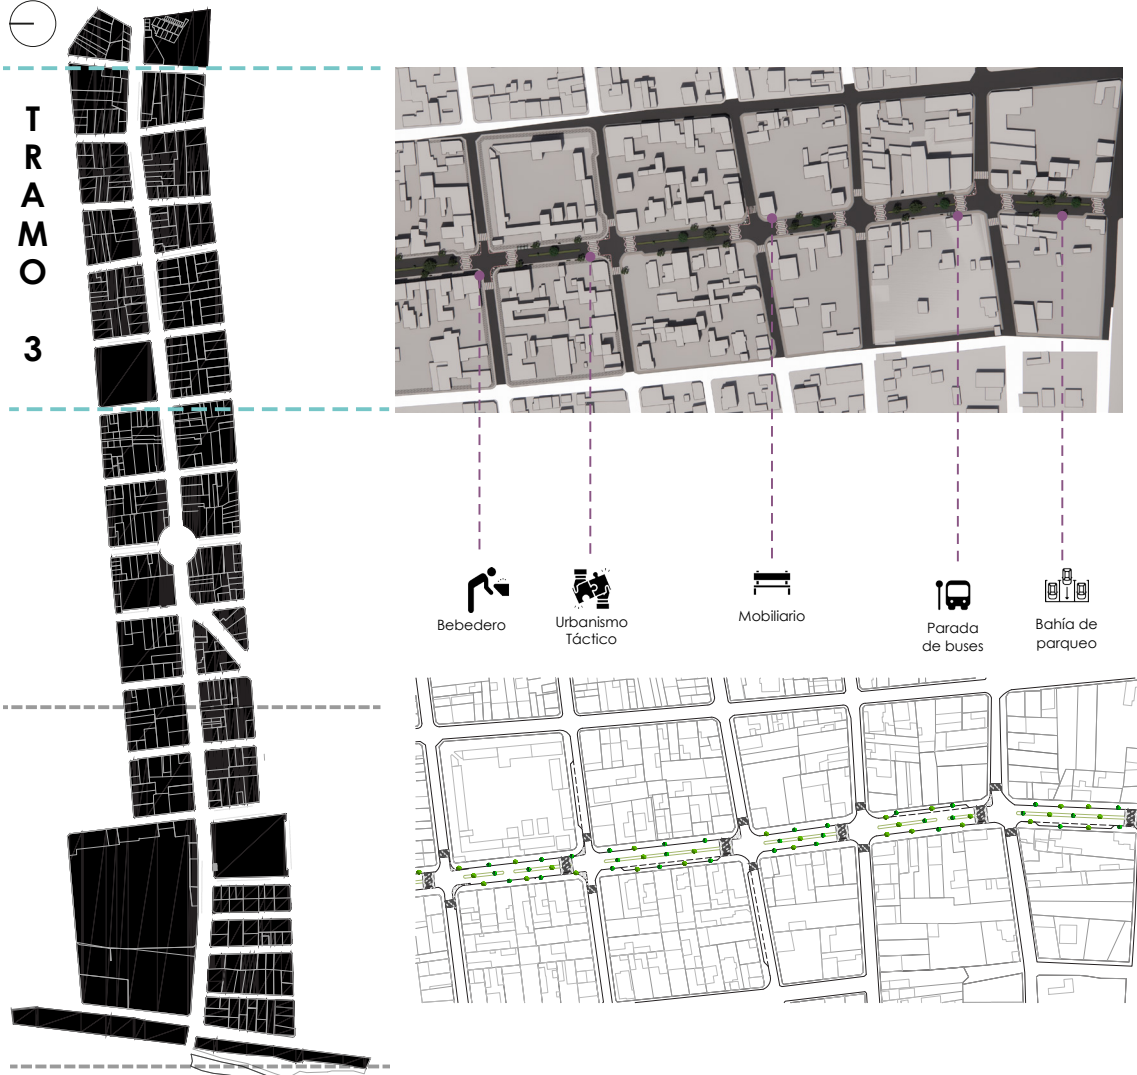 T
R
A
M
O
3
Bebedero
Urbanismo
Táctico
Mobiliario
Parada
de buses
Bahía de
parqueo